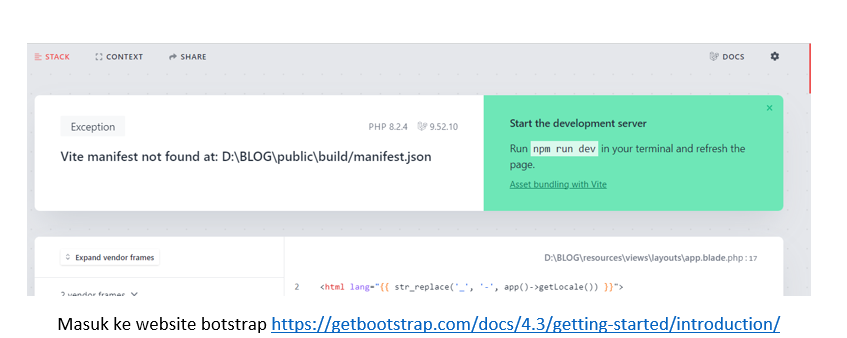 STACK CONTEXT SHARE DOCS
Exception PHP 8.2.4 9.52.10
Vite manifest not found at: D:\BLOG\public\build/manifest.json
Start the development server
Run npm run dev in your terminal and refresh the
page.
Asset bundling with Vite
Expand vendor frames
2 vendor frames
D:\BLOG\resources\views\layouts\app.blade.php : 17
2 <html lang="{{ str_replace('_', '-', app()->getLocale()) }}">
Masuk ke website botstrap https://getbootstrap.com/docs/4.3/getting-started/introduction/